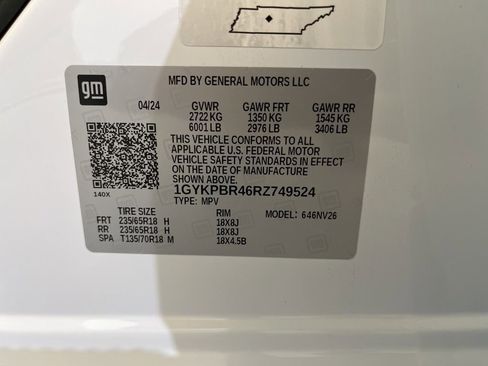 gm
MFD BY GENERAL MOTORS LLC
04/24 GVWR GAWR FRT GAWR RR
2722 KG 1350 KG 1545 KG
6001 LB 2976 LB 3406 LB
THIS VEHICLE CONFORMS TO ALL
APPLICABLE U.S. FEDERAL MOTOR
VEHICLE SAFETY STANDARDS IN EFFECT
ON THE DATE OF MANUFACTURE
SHOWN ABOVE.
140X 1GYKPBR46RZ749524
TYPE: MPV
TIRE SIZE RIM MODEL: 646NV26
FRT 235/65R18 H 18X8J
RR 235/65R18 H 18X8J
SPA T135/70R18 M 18X4.5B